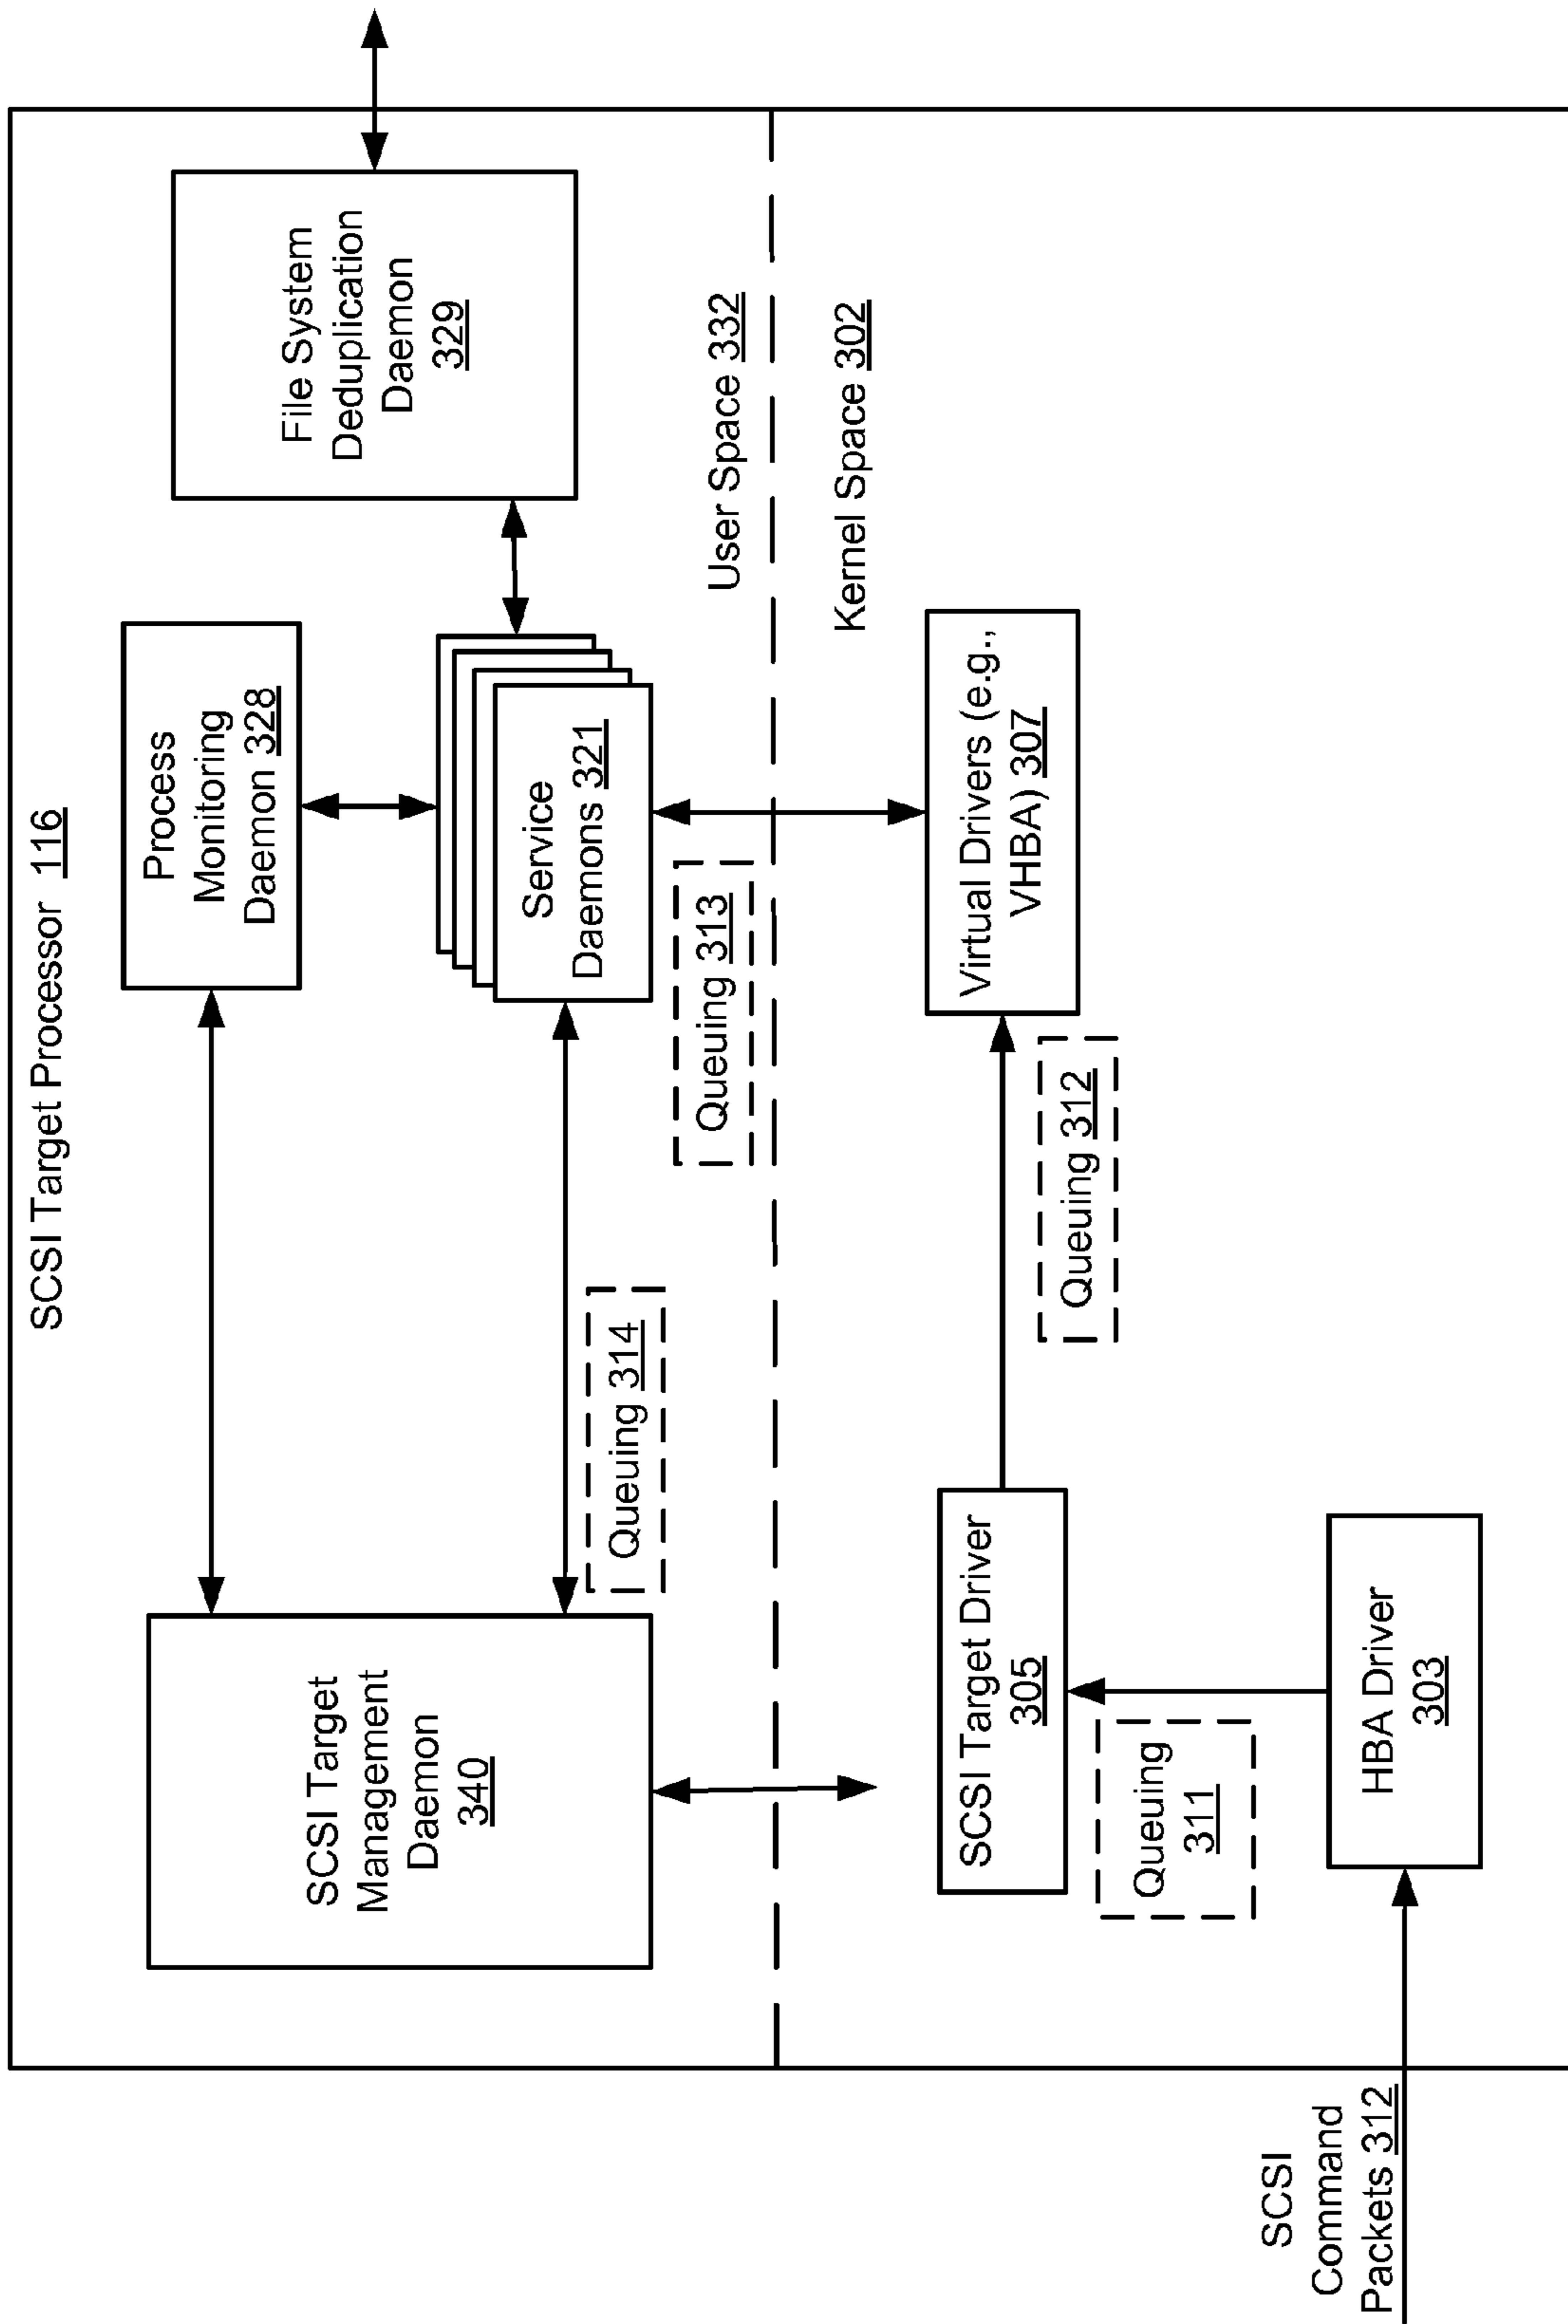 SCSI Target Processor 116
SCSI Target
Management
Daemon
340
Process
Monitoring
Daemon 328
File System
Deduplication
Daemon
329
Service
Daemons 321
Queuing 314
Queuing 313
User Space 332
Kernel Space 302
SCSI Target Driver
305
Virtual Drivers (e.g.,
VHBA) 307
Queuing 312
Queuing
311
HBA Driver
303
SCSI
Command
Packets 312